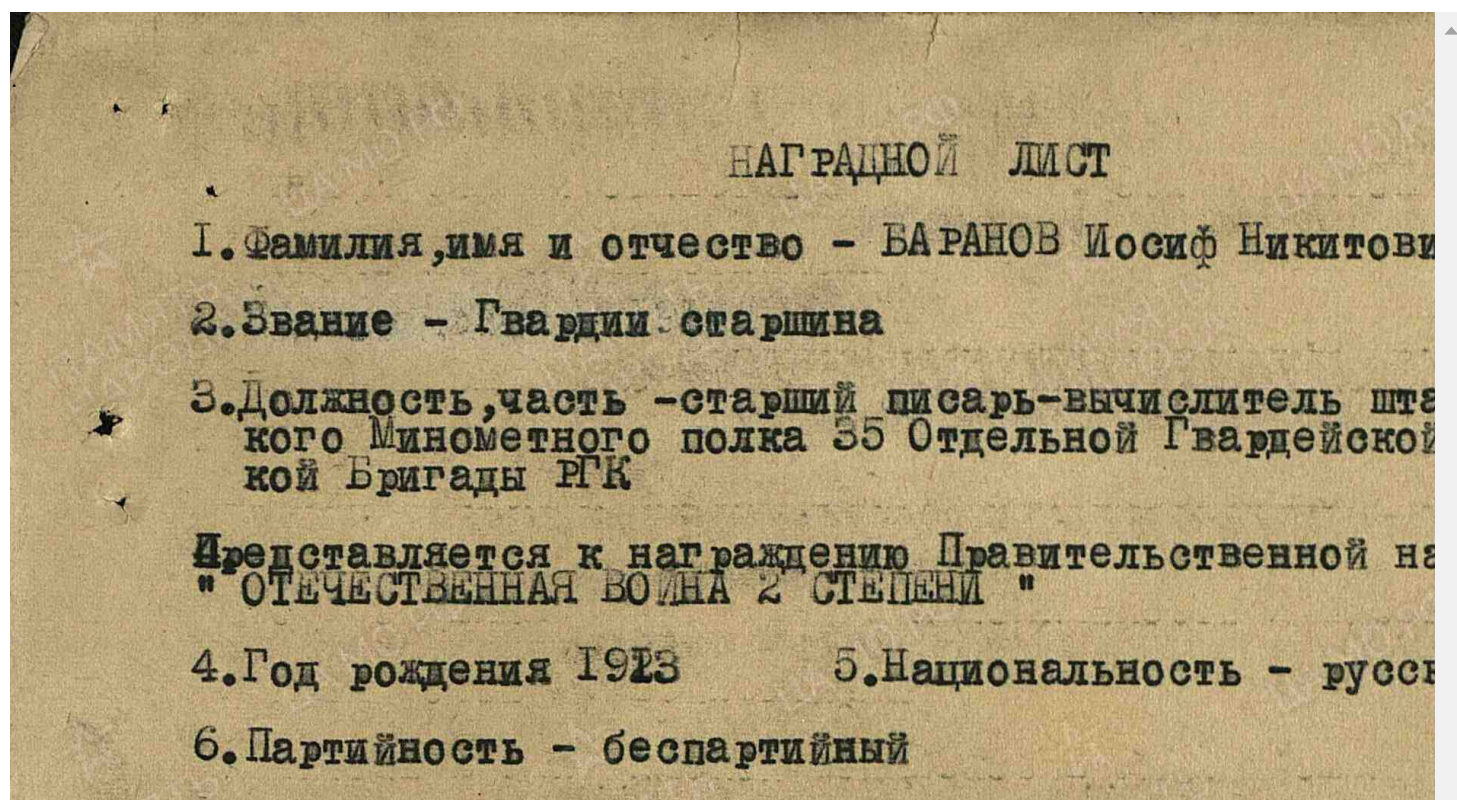 НАГРАДНОЙ ЛИСТ
I.Фамилия,имя и отчество - БАРАНОВ Иосиф Никитови
2.Звание - Гвардии старшина
3.Должность,часть -старший писарь-вычислитель шта
кого Минометного полка 35 Отдельной Гвардейской
кой Бригады РГК
Представляется к награждению Правительственной на
" ОТЕЧЕСТВЕННАЯ ВОЙНА 2 СТЕПЕНИ "
4.Год рождения I913 5.Национальность - русск
6.Партийность - беспартийный